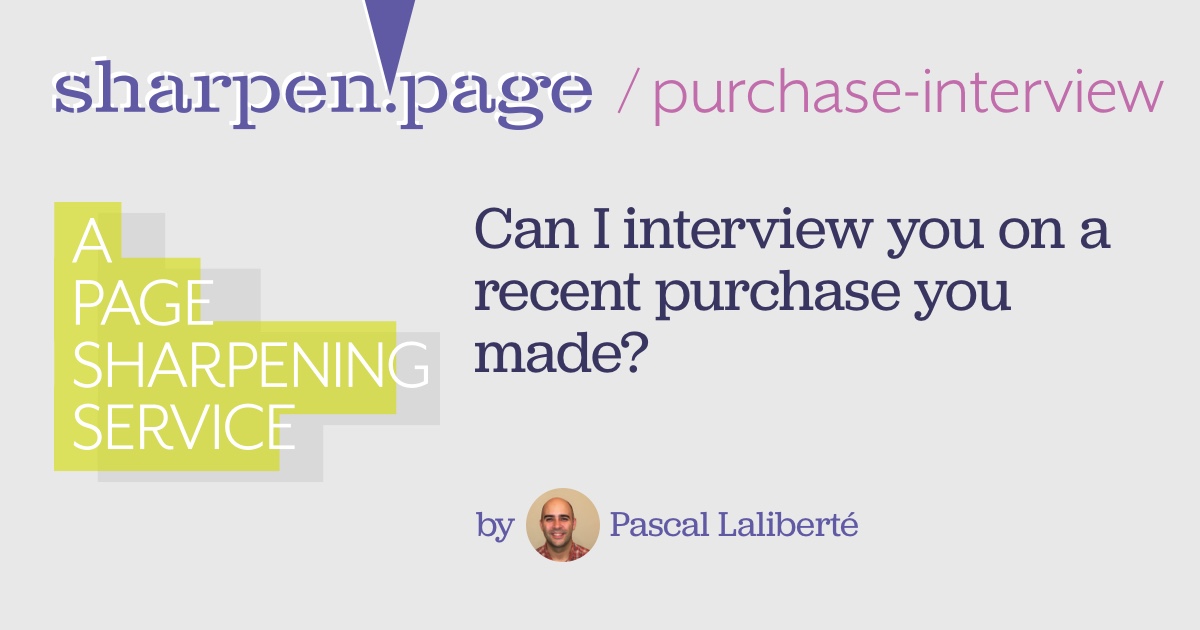 sharpen.page / purchase-interview
A
PAGE
SHARPENING
SERVICE
Can I interview you on a
recent purchase you
made?
by Pascal Laliberté